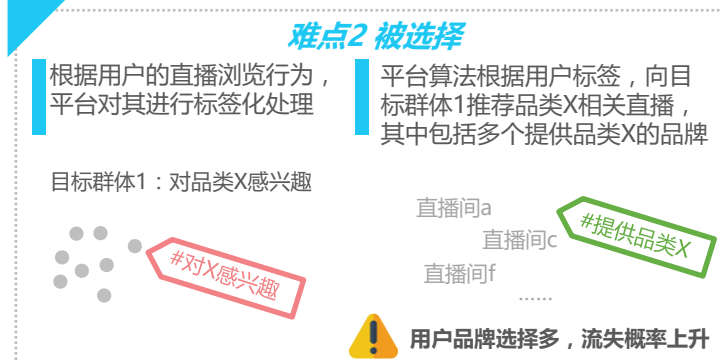 难点2 被选择
根据用户的直播浏览行为，
平台对其进行标签化处理
目标群体1：对品类X感兴趣
#对X感兴趣
平台算法根据用户标签，向目
标群体1推荐品类X相关直播，
其中包括多个提供品类X的品牌
直播间a
#提供品类X
直播间c
直播间f
......
用户品牌选择多，流失概率上升